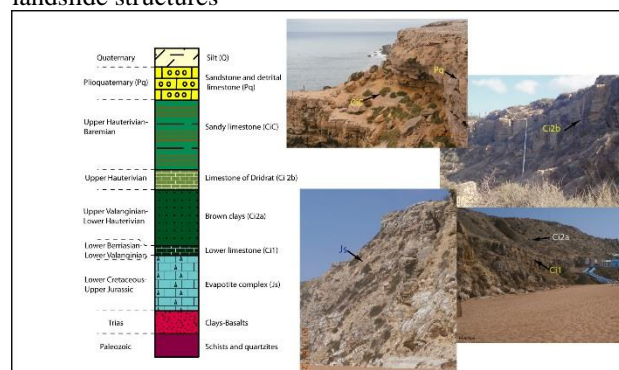 landslide structures
Quaternary Silt (Q)
Plioquaternary (Pq) Sandstone and detrital
limestone (Pq)
Upper Hauterivian-
Baremian
Sandy limestone (CiC)
Upper Hauterivian Limestone of Dridrat (Ci 2b)
Upper Valanginian-
Lower Hauterivian
Brown clays (Ci2a)
Lower Berriasian-
Lower Valanginian
Lower limestone (Ci1)
Lower Cretaceous-
Upper Jurassic
Evapotite complex (Js)
Trias Clays-Basalts
Paleozoic Schists and quartzites
Pq
CiC
Ci2b
Js
Ci2a
Ci1